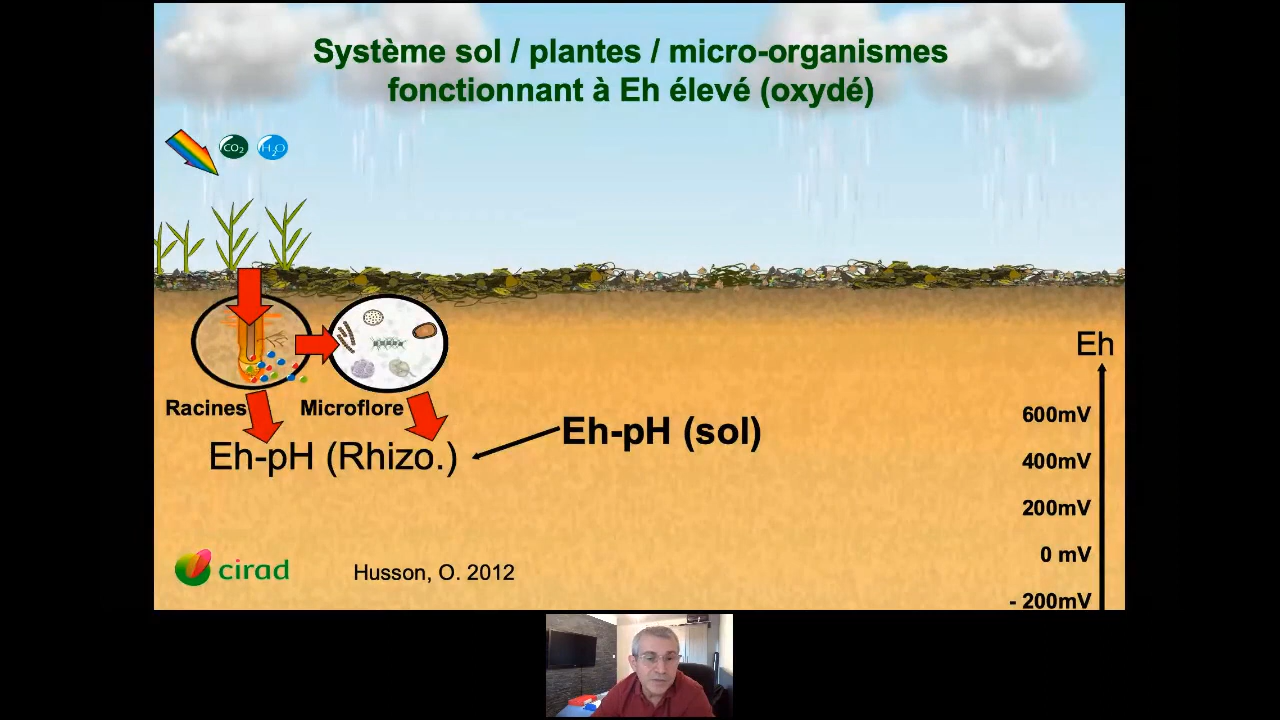 Système sol / plantes / micro-organismes
fonctionnant à Eh élevé (oxydé)
CO2 H2O
Eh
Racines Microflore
600mV
Eh-pH (sol)
Eh-pH (Rhizo.)
400mV
200mV
0 mV
cirad
Husson, O. 2012
- 200mV